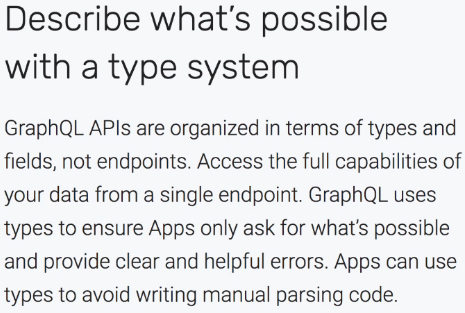 Describe what’s possible
with a type system
GraphQL APIs are organized in terms of types and
fields, not endpoints. Access the full capabilities of
your data from a single endpoint. GraphQL uses
types to ensure Apps only ask for what’s possible
and provide clear and helpful errors. Apps can use
types to avoid writing manual parsing code.